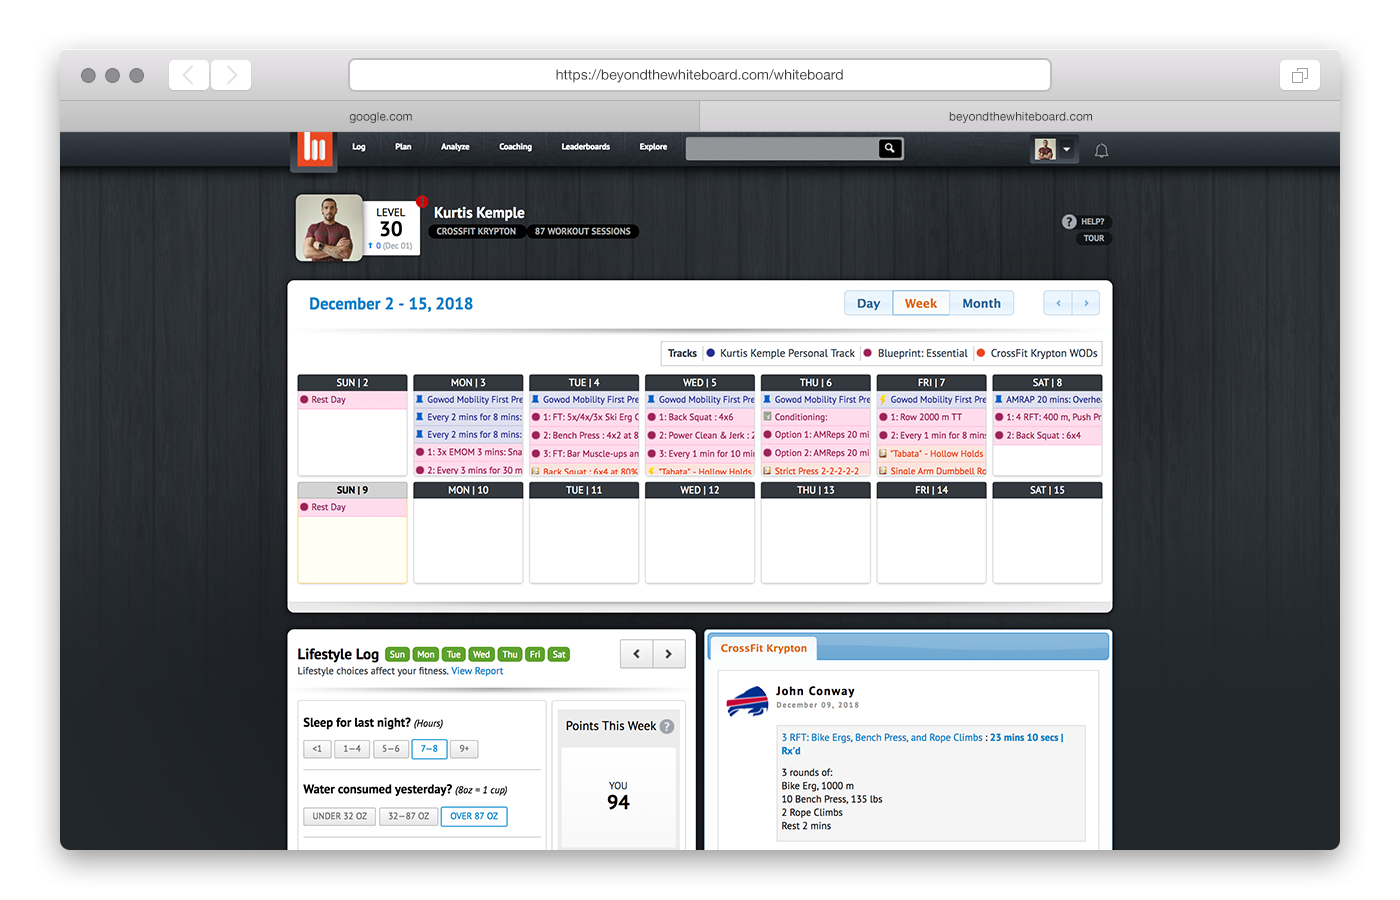 https://beyondthewhiteboard.com/whiteboard
google.com
beyondthewhiteboard.com
Log Plan Analyze Coaching Leaderboards Explore
LEVEL
30
0 (Dec 01)
Kurtis Kemple
CROSSFIT KRYPTON 87 WORKOUT SESSIONS
? HELP?
TOUR
December 2 - 15, 2018
Day Week Month
Tracks Kurtis Kemple Personal Track Blueprint: Essential CrossFit Krypton WODs
SUN | 2
Rest Day
MON | 3
Gowod Mobility First Pre
Every 2 mins for 8 mins:
Every 2 mins for 8 mins:
1: 3x EMOM 3 mins: Sna
2: Every 3 mins for 30 m
TUE | 4
Gowod Mobility First Pre
1: FT: 5x/4x/3x Ski Erg C
2: Bench Press : 4x2 at 8
3: FT: Bar Muscle-ups an
Back Squat : 6x4 at 80%
WED | 5
Gowod Mobility First Pre
1: Back Squat : 4x6
2: Power Clean & Jerk : 2
3: Every 1 min for 10 min
"Tabata" - Hollow Holds
THU | 6
Gowod Mobility First Pre
Conditioning:
Option 1: AMReps 20 mi
Option 2: AMReps 20 mi
Strict Press 2-2-2-2-2
FRI | 7
Gowod Mobility First Pre
1: Row 2000 m TT
2: Every 1 min for 8 mins
"Tabata" - Hollow Holds
Single Arm Dumbbell Ro
SAT | 8
AMRAP 20 mins: Overhea
1: 4 RFT: 400 m, Push Pr
2: Back Squat : 6x4
SUN | 9
Rest Day
MON | 10
TUE | 11
WED | 12
THU | 13
FRI | 14
SAT | 15
Lifestyle Log Sun Mon Tue Wed Thu Fri Sat
Lifestyle choices affect your fitness. View Report
Sleep for last night? (Hours)
<1 1–4 5–6 7–8 9+
Water consumed yesterday? (8oz = 1 cup)
UNDER 32 OZ 32–87 OZ OVER 87 OZ
Points This Week ?
YOU
94
CrossFit Krypton
John Conway
December 09, 2018
3 RFT: Bike Ergs, Bench Press, and Rope Climbs : 23 mins 10 secs |
Rx'd
3 rounds of:
Bike Erg, 1000 m
10 Bench Press, 135 lbs
2 Rope Climbs
Rest 2 mins